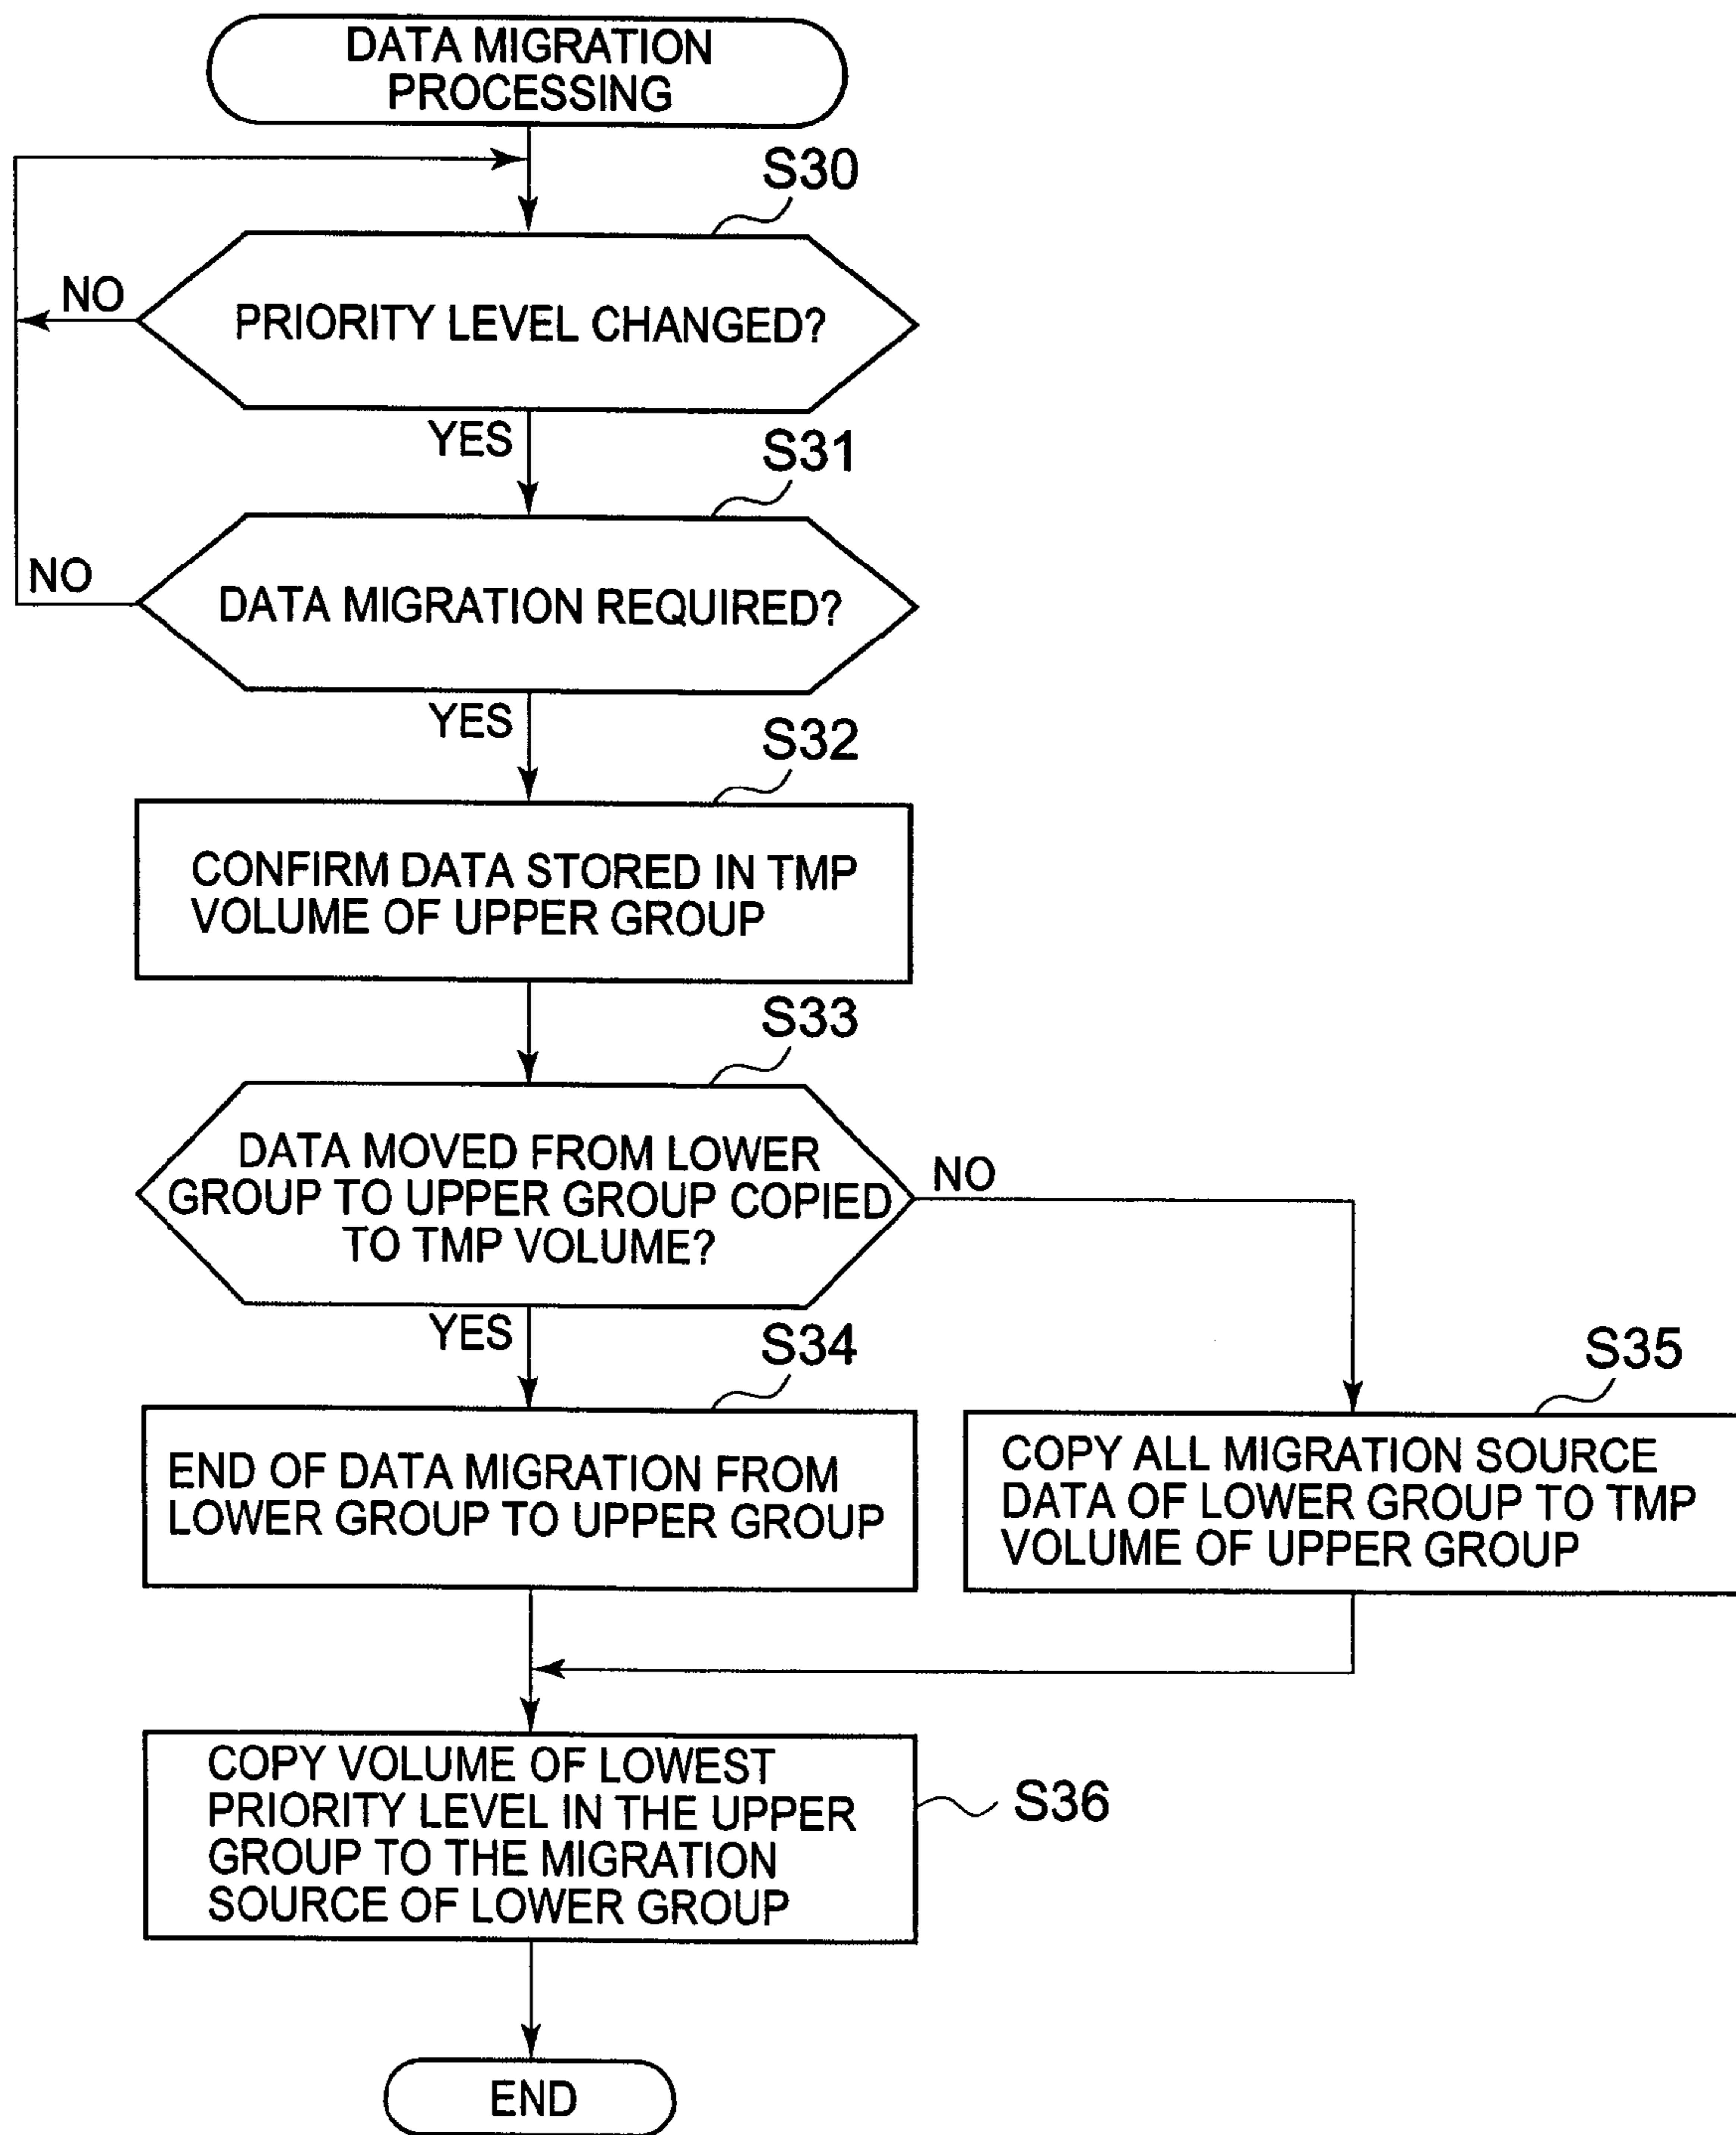 DATA MIGRATION
PROCESSING
S30
NO
PRIORITY LEVEL CHANGED?
YES
S31
NO
DATA MIGRATION REQUIRED?
YES
S32
CONFIRM DATA STORED IN TMP
VOLUME OF UPPER GROUP
S33
DATA MOVED FROM LOWER
GROUP TO UPPER GROUP COPIED
TO TMP VOLUME?
NO
YES
S34
END OF DATA MIGRATION FROM
LOWER GROUP TO UPPER GROUP
S35
COPY ALL MIGRATION SOURCE
DATA OF LOWER GROUP TO TMP
VOLUME OF UPPER GROUP
COPY VOLUME OF LOWEST
PRIORITY LEVEL IN THE UPPER
GROUP TO THE MIGRATION
SOURCE OF LOWER GROUP
S36
END